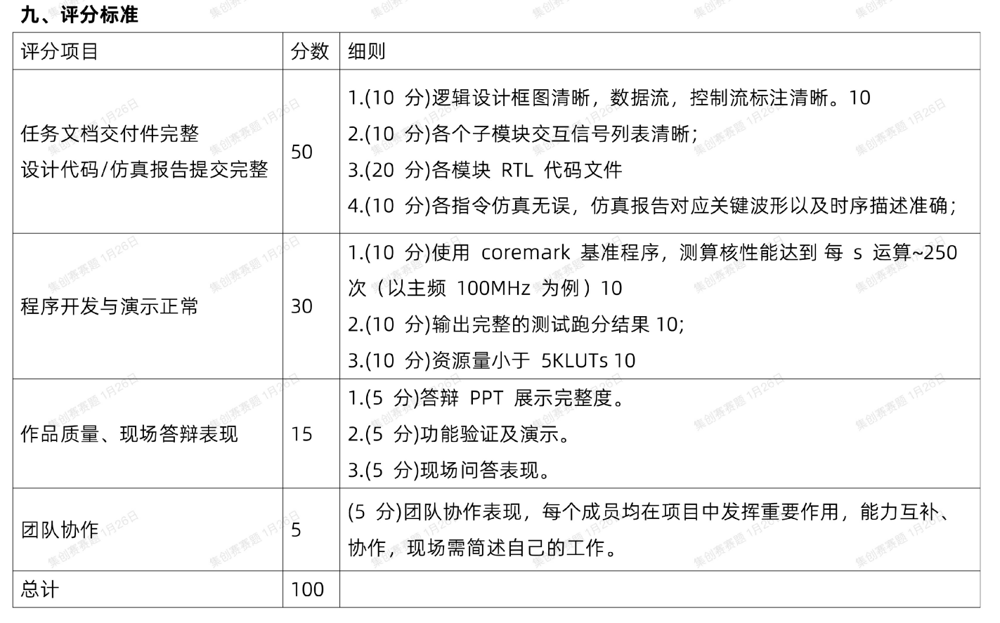 九、评分标准
评分项目 分数 细则
任务文档交付件完整
设计代码/仿真报告提交完整
50
1.(10 分)逻辑设计框图清晰，数据流，控制流标注清晰。10
2.(10 分)各个子模块交互信号列表清晰；
3.(20 分)各模块 RTL 代码文件
4.(10 分)各指令仿真无误，仿真报告对应关键波形以及时序描述准确；
程序开发与演示正常
30
1.(10 分)使用 coremark 基准程序，测算核性能达到 每 s 运算~250
次（以主频 100MHz 为例）10
2.(10 分)输出完整的测试跑分结果 10;
3.(10 分)资源量小于 5KLUTs 10
作品质量、现场答辩表现
15
1.(5 分)答辩 PPT 展示完整度。
2.(5 分)功能验证及演示。
3.(5 分)现场问答表现。
团队协作
5
(5 分)团队协作表现，每个成员均在项目中发挥重要作用，能力互补、
协作，现场需简述自己的工作。
总计 100
集创赛赛题 1月26日